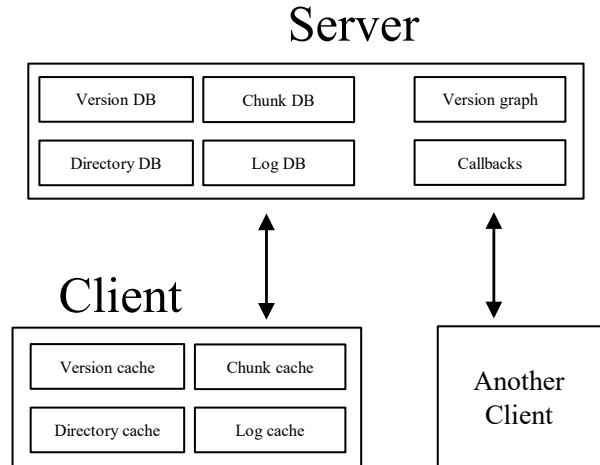 Server
Version DB
Chunk DB
Version graph
Directory DB
Log DB
Callbacks
Client
Version cache
Chunk cache
Directory cache
Log cache
Another
Client